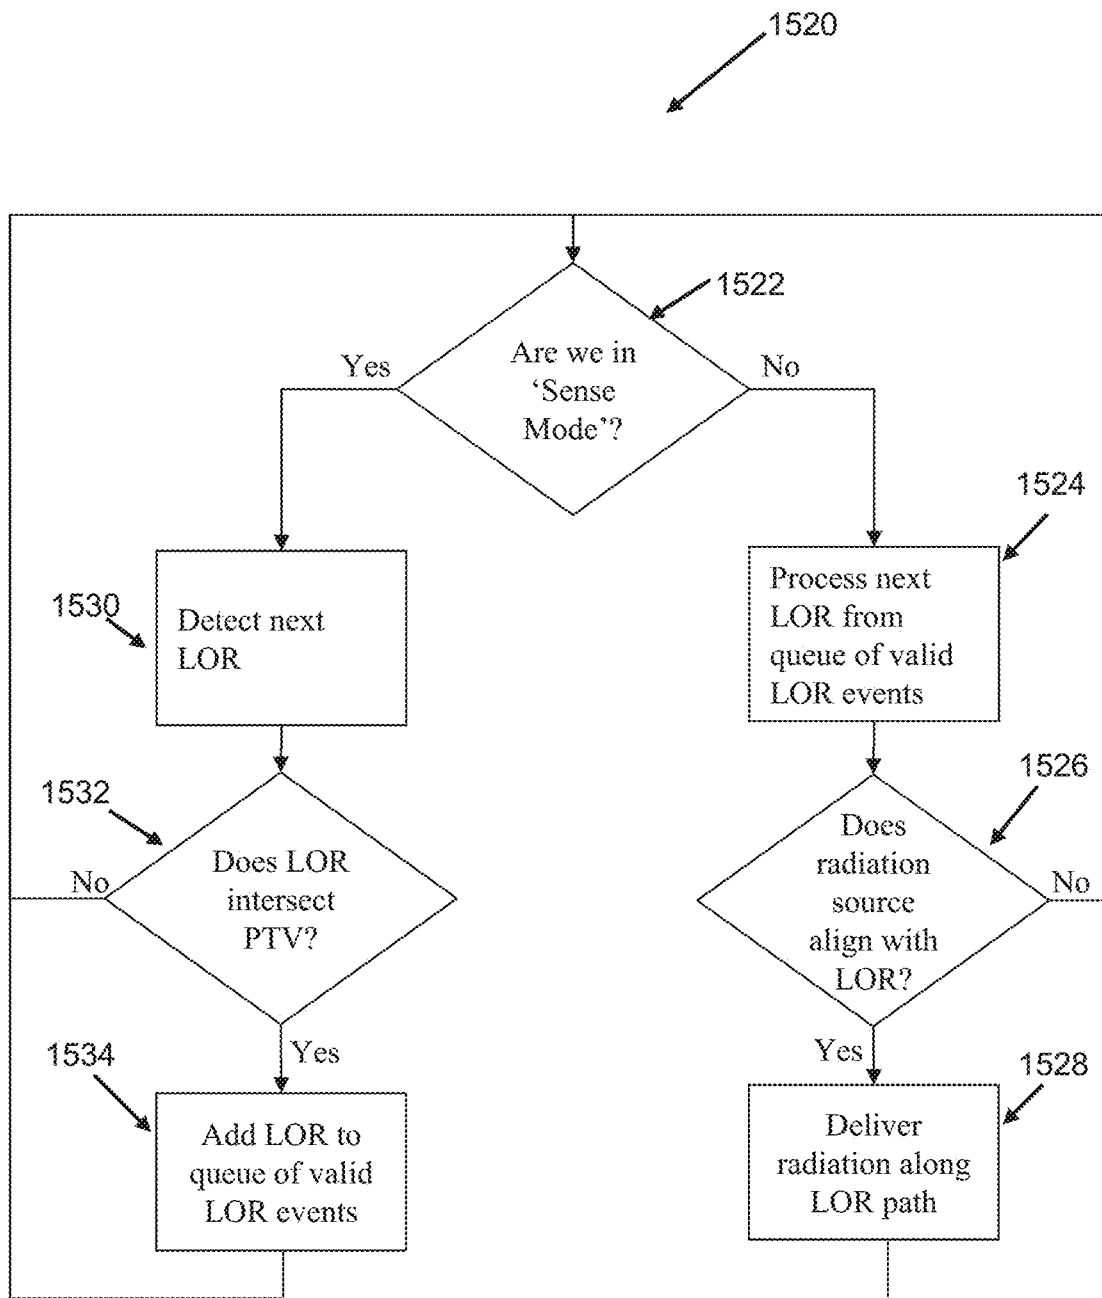 1520
1522
Yes
No
Are we in
‘Sense
Mode’?
1524
1530
Detect next
LOR
Process next
LOR from
queue of valid
LOR events
1532
1526
No
Does LOR
intersect
PTV?
Does
radiation
source
align with
LOR?
No
1534
Yes
Yes
1528
Add LOR to
queue of valid
LOR events
Deliver
radiation along
LOR path